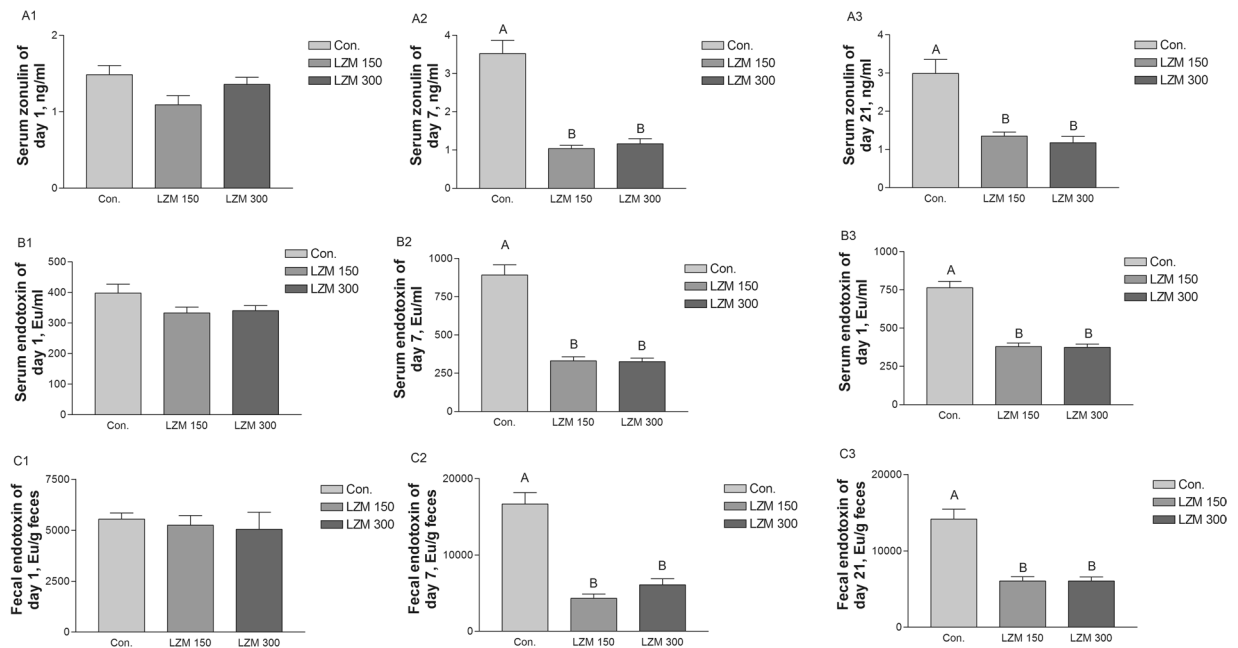 A1
Serum zonulin of
day 1, ng/ml
2
1
0
Con.
LZM 150
LZM 300
Con.
LZM 150
LZM 300
A2
Serum zonulin of
day 7, ng/ml
4
3
2
1
0
A
B
B
Con.
LZM 150
LZM 300
Con.
LZM 150
LZM 300
A3
Serum zonulin of
day 21, ng/ml
4
3
2
1
0
A
B
B
Con.
LZM 150
LZM 300
Con.
LZM 150
LZM 300
B1
Serum endotoxin of
day 1, Eu/ml
500
400
300
200
100
0
Con.
LZM 150
LZM 300
Con.
LZM 150
LZM 300
B2
Serum endotoxin of
day 7, Eu/ml
1000
750
500
250
0
A
B
B
Con.
LZM 150
LZM 300
Con.
LZM 150
LZM 300
B3
Serum endotoxin of
day 1, Eu/ml
1000
750
500
250
0
A
B
B
Con.
LZM 150
LZM 300
Con.
LZM 150
LZM 300
C1
Fecal endotoxin of
day 1, Eu/g feces
7500
5000
2500
0
Con.
LZM 150
LZM 300
Con.
LZM 150
LZM 300
C2
Fecal endotoxin of
day 7, Eu/g feces
20000
10000
0
A
B
B
Con.
LZM 150
LZM 300
Con.
LZM 150
LZM 300
C3
Fecal endotoxin of
day 21, Eu/g feces
20000
10000
0
A
B
B
Con.
LZM 150
LZM 300
Con.
LZM 150
LZM 300